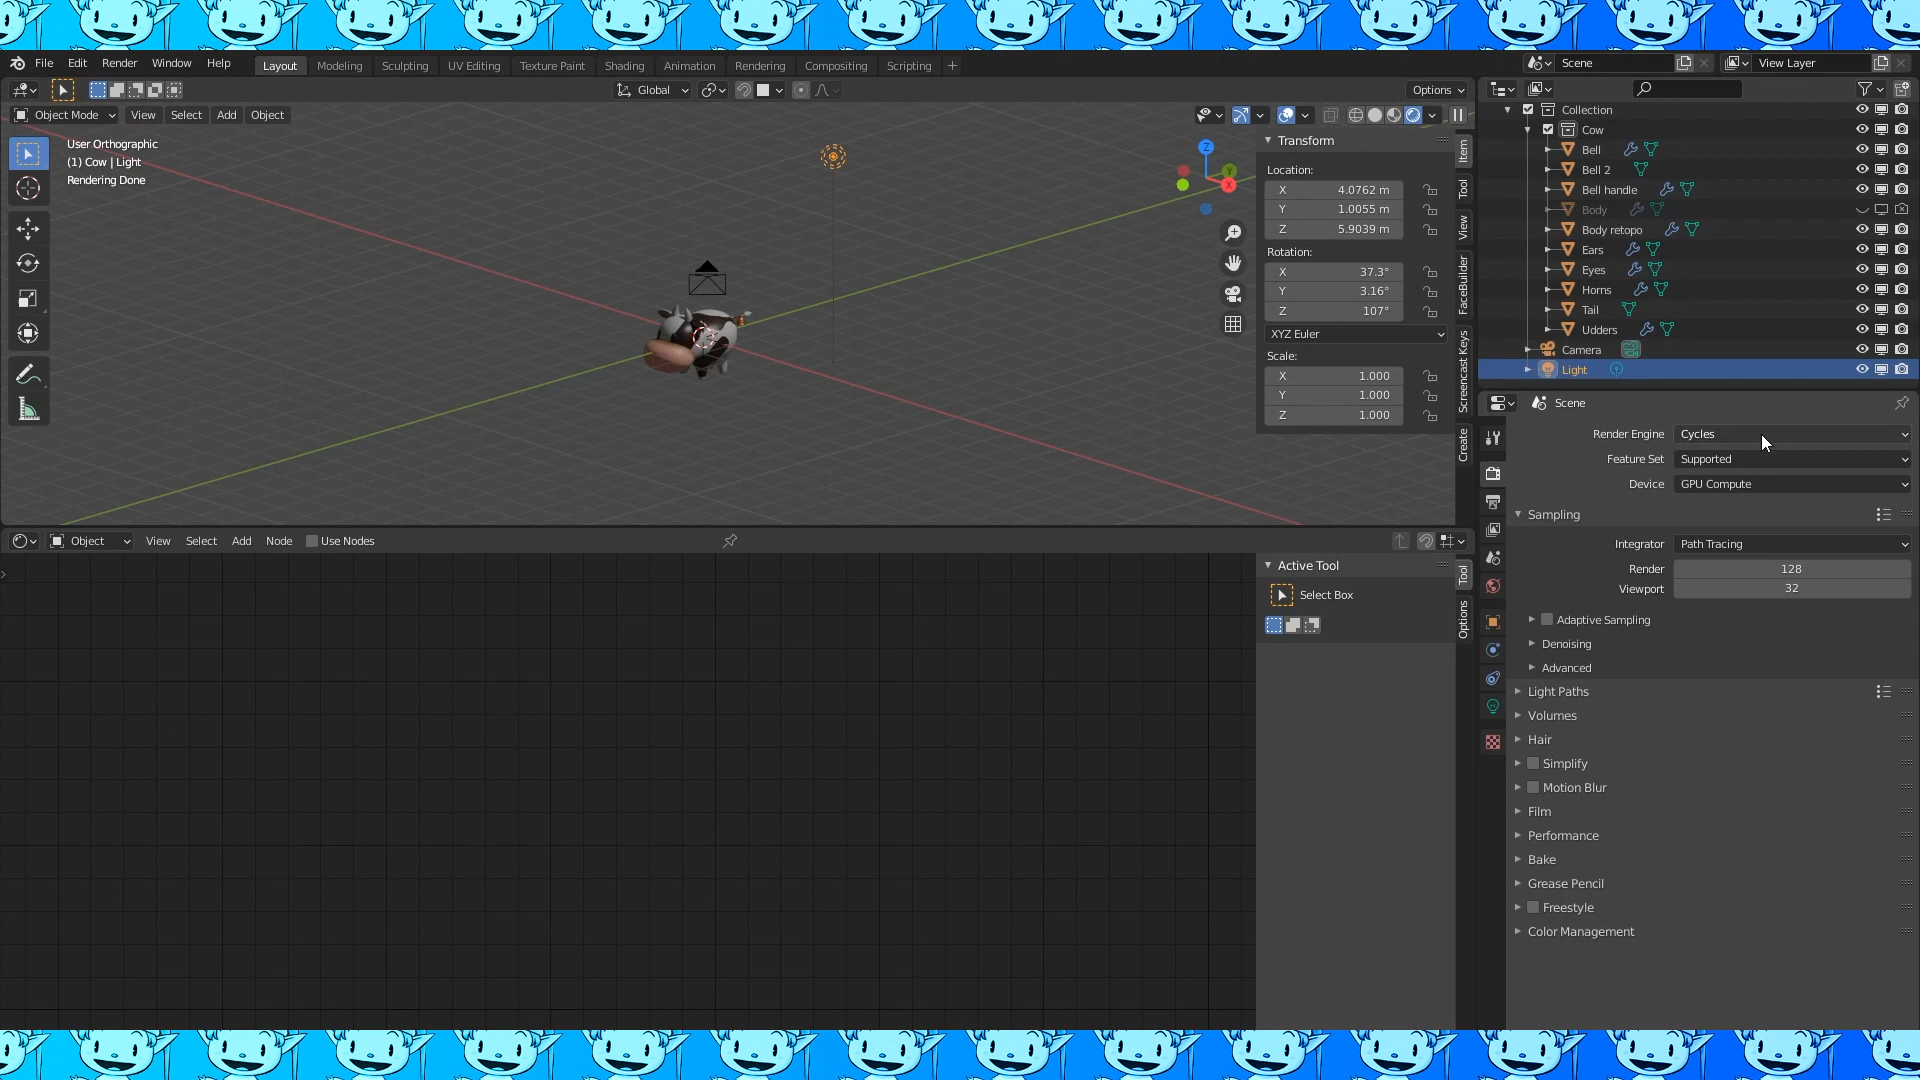 File Edit Render Window Help Layout Modeling Sculpting UV Editing Texture Paint Shading Animation Rendering Compositing Scripting + Scene View Layer
Global Options
Object Mode View Select Add Object
User Orthographic
(1) Cow | Light
Rendering Done
Z
Y
X
Transform
Location:
X 4.0762 m
Y 1.0055 m
Z 5.9039 m
Rotation:
X 37.3°
Y 3.16°
Z 107°
XYZ Euler
Scale:
X 1.000
Y 1.000
Z 1.000
Item
Tool
View
FaceBuilder
Screencast Keys
Create
Collection
Cow
Bell
Bell 2
Bell handle
Body
Body retopo
Ears
Eyes
Horns
Tail
Udders
Camera
Light
Scene
Render Engine Cycles
Feature Set Supported
Device GPU Compute
Sampling
Integrator Path Tracing
Render 128
Viewport 32
Adaptive Sampling
Denoising
Advanced
Light Paths
Volumes
Hair
Simplify
Motion Blur
Film
Performance
Bake
Grease Pencil
Freestyle
Color Management
Object View Select Add Node Use Nodes
Active Tool
Select Box
Tool
Options